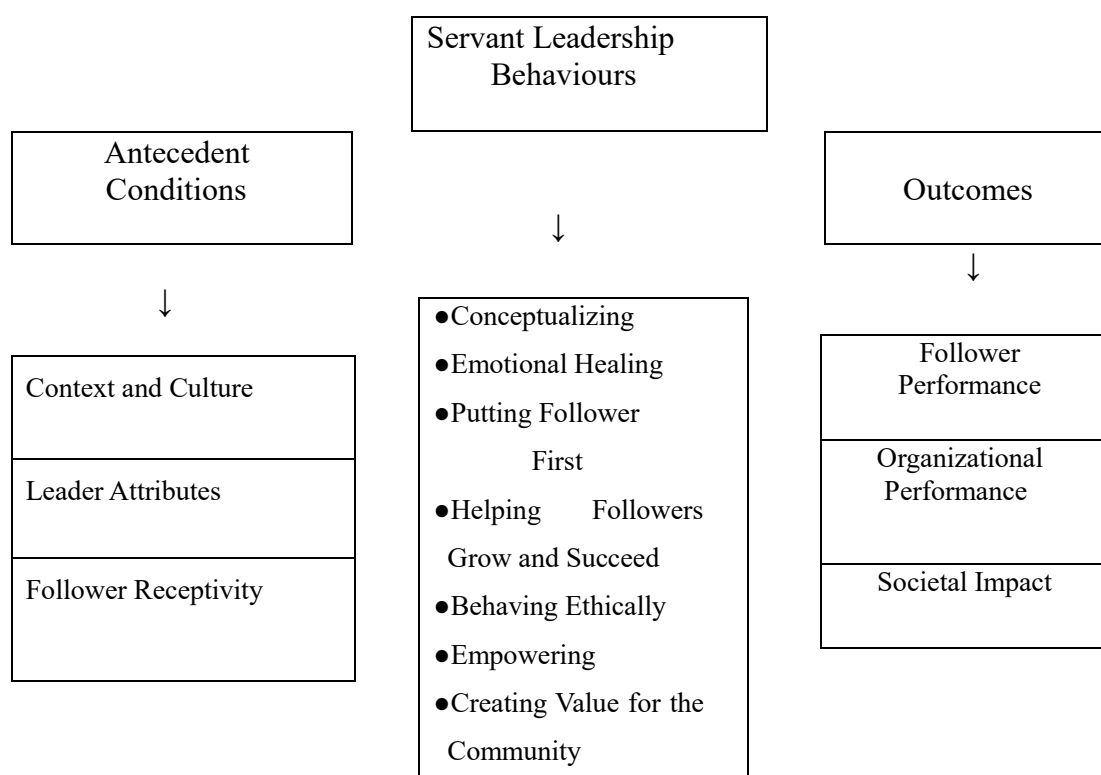 Servant Leadership
Behaviours
Antecedent
Conditions
Outcomes
↓
↓
↓
Context and Culture
Leader Attributes
Follower Receptivity
●Conceptualizing
●Emotional Healing
●Putting Follower
First
●Helping Followers
Grow and Succeed
●Behaving Ethically
●Empowering
●Creating Value for the
Community
Follower
Performance
Organizational
Performance
Societal Impact